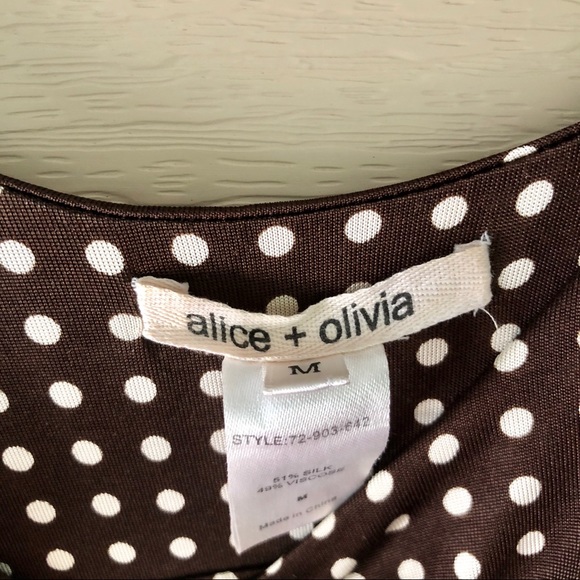 alice + olivia
M
STYLE:72-903-642
51% SILK
49% VISCOSE
M
Made in China